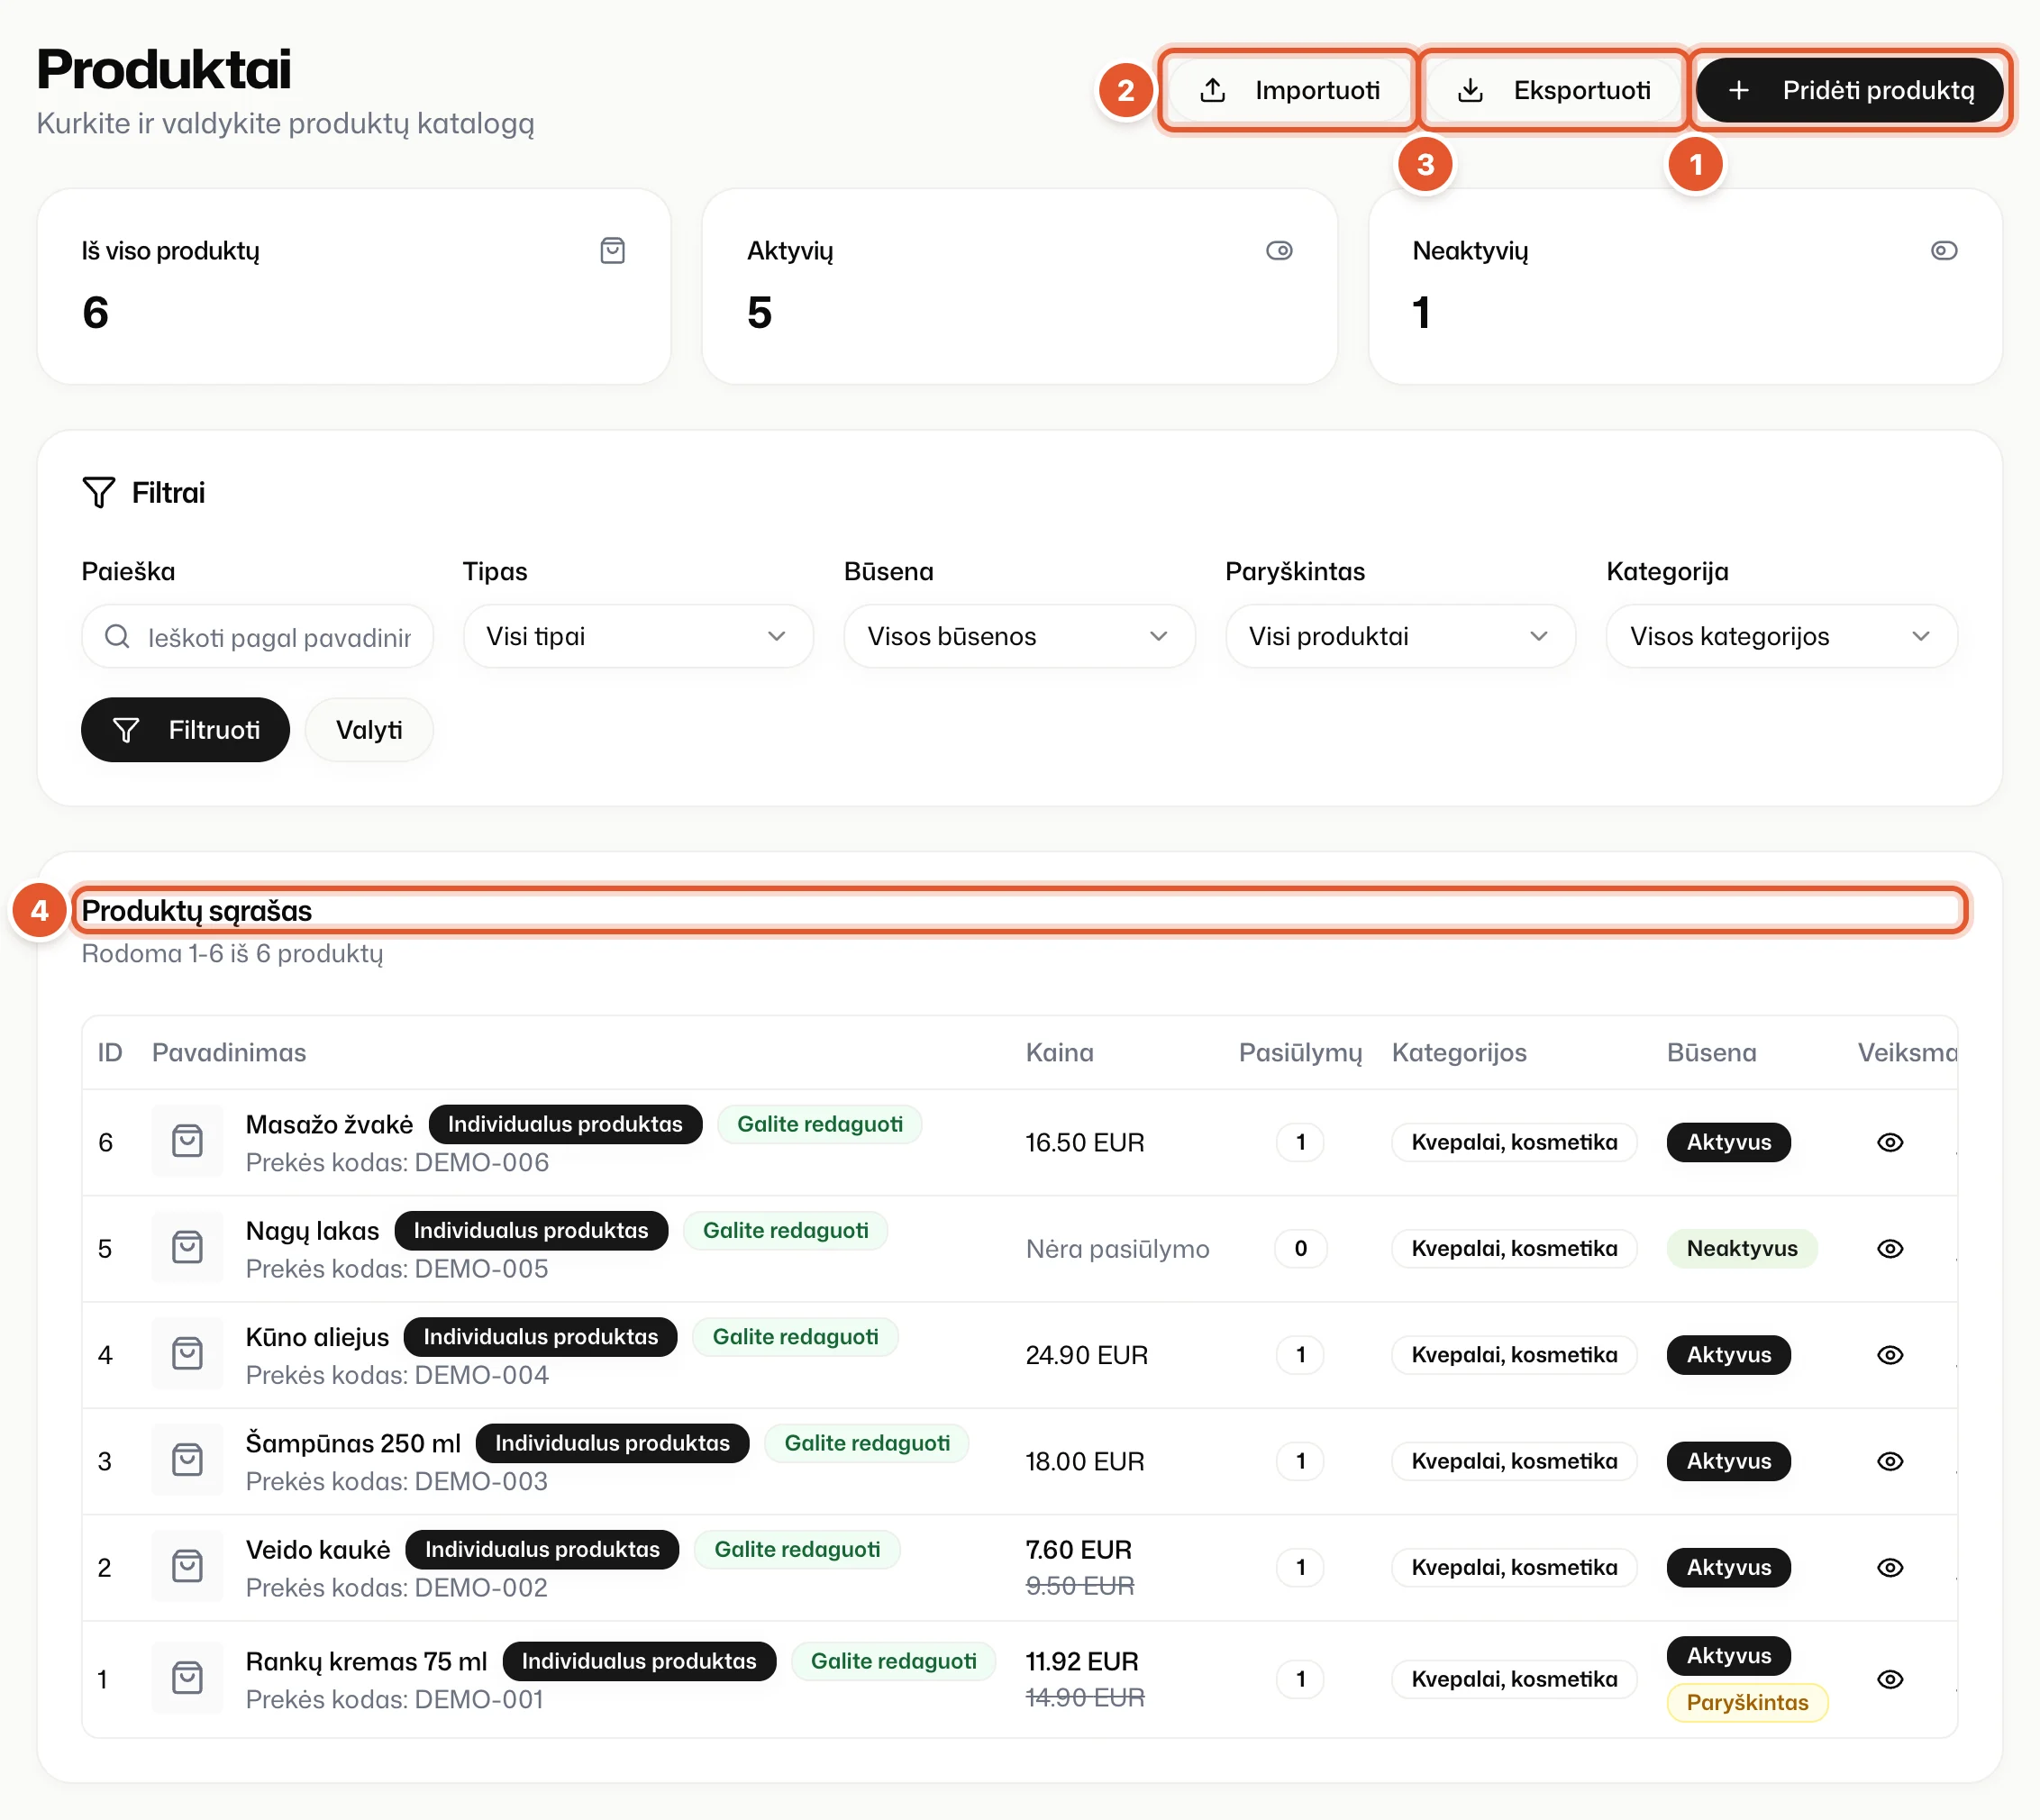 Produktai
Kurkite ir valdykite produktų katalogą
2
Importuoti
Eksportuoti
Pridėti produktą
3
1
Iš viso produktų
6
Aktyvių
5
Neaktyvių
1
Filtrai
Paieška
Tipas
Būsena
Paryškintas
Kategorija
Ieškoti pagal pavadinir
Visi tipai
Visos būsenos
Visi produktai
Visos kategorijos
Filtruoti
Valyti
4
Produktų sąrašas
Rodoma 1-6 iš 6 produktų
ID Pavadinimas Kaina Pasiūlymų Kategorijos Būsena Veiksma
6 Masažo žvakė Individualus produktas Galite redaguoti 16.50 EUR 1 Kvepalai, kosmetika Aktyvus
Prekės kodas: DEMO-006
5 Nagų lakas Individualus produktas Galite redaguoti Nėra pasiūlymo 0 Kvepalai, kosmetika Neaktyvus
Prekės kodas: DEMO-005
4 Kūno aliejus Individualus produktas Galite redaguoti 24.90 EUR 1 Kvepalai, kosmetika Aktyvus
Prekės kodas: DEMO-004
3 Šampūnas 250 ml Individualus produktas Galite redaguoti 18.00 EUR 1 Kvepalai, kosmetika Aktyvus
Prekės kodas: DEMO-003
2 Veido kaukė Individualus produktas Galite redaguoti 7.60 EUR 1 Kvepalai, kosmetika Aktyvus
Prekės kodas: DEMO-002 9.50 EUR
1 Rankų kremas 75 ml Individualus produktas Galite redaguoti 11.92 EUR 1 Kvepalai, kosmetika Aktyvus
Prekės kodas: DEMO-001 14.90 EUR Paryškintas